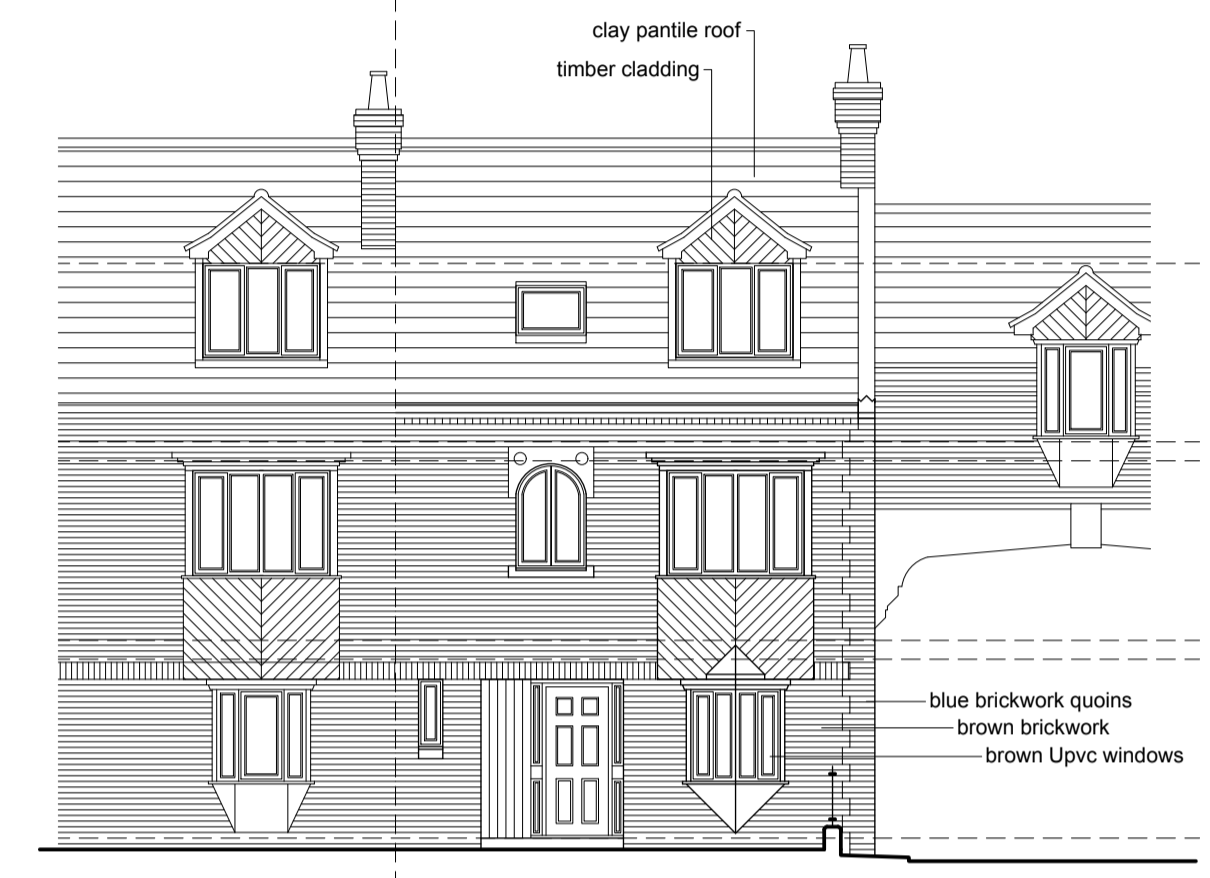 clay pantile roof
timber cladding
blue brickwork quoins
brown brickwork
brown Upvc windows